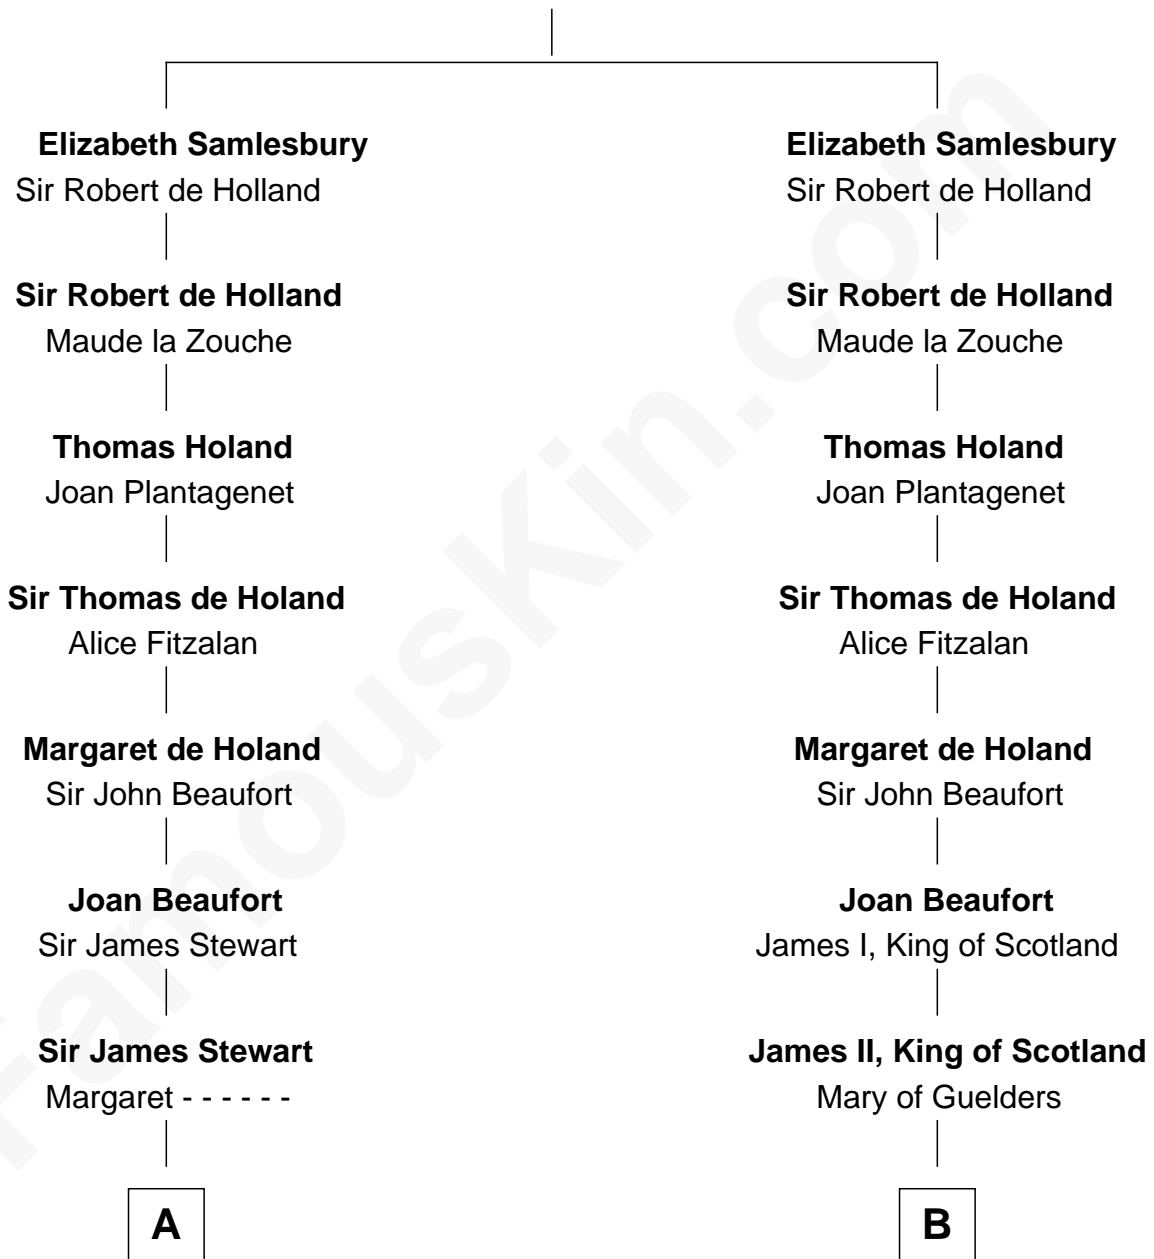 Elizabeth Samlesbury
Sir Robert de Holland
Sir Robert de Holland
Maude la Zouche
Thomas Holand
Joan Plantagenet
Sir Thomas de Holand
Alice Fitzalan
Margaret de Holand
Sir John Beaufort
Joan Beaufort
Sir James Stewart
Sir James Stewart
Margaret - - - - - -
A
Elizabeth Samlesbury
Sir Robert de Holland
Sir Robert de Holland
Maude la Zouche
Thomas Holand
Joan Plantagenet
Sir Thomas de Holand
Alice Fitzalan
Margaret de Holand
Sir John Beaufort
Joan Beaufort
James I, King of Scotland
James II, King of Scotland
Mary of Guelders
B
FamousKin.com